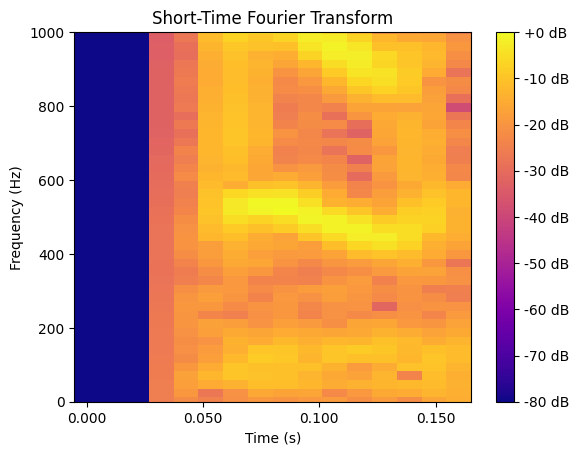 Short-Time Fourier Transform
Frequency (Hz)
1000
800
600
400
200
0
0.000
0.050
0.100
0.150
Time (s)
+0 dB
-10 dB
-20 dB
-30 dB
-40 dB
-50 dB
-60 dB
-70 dB
-80 dB